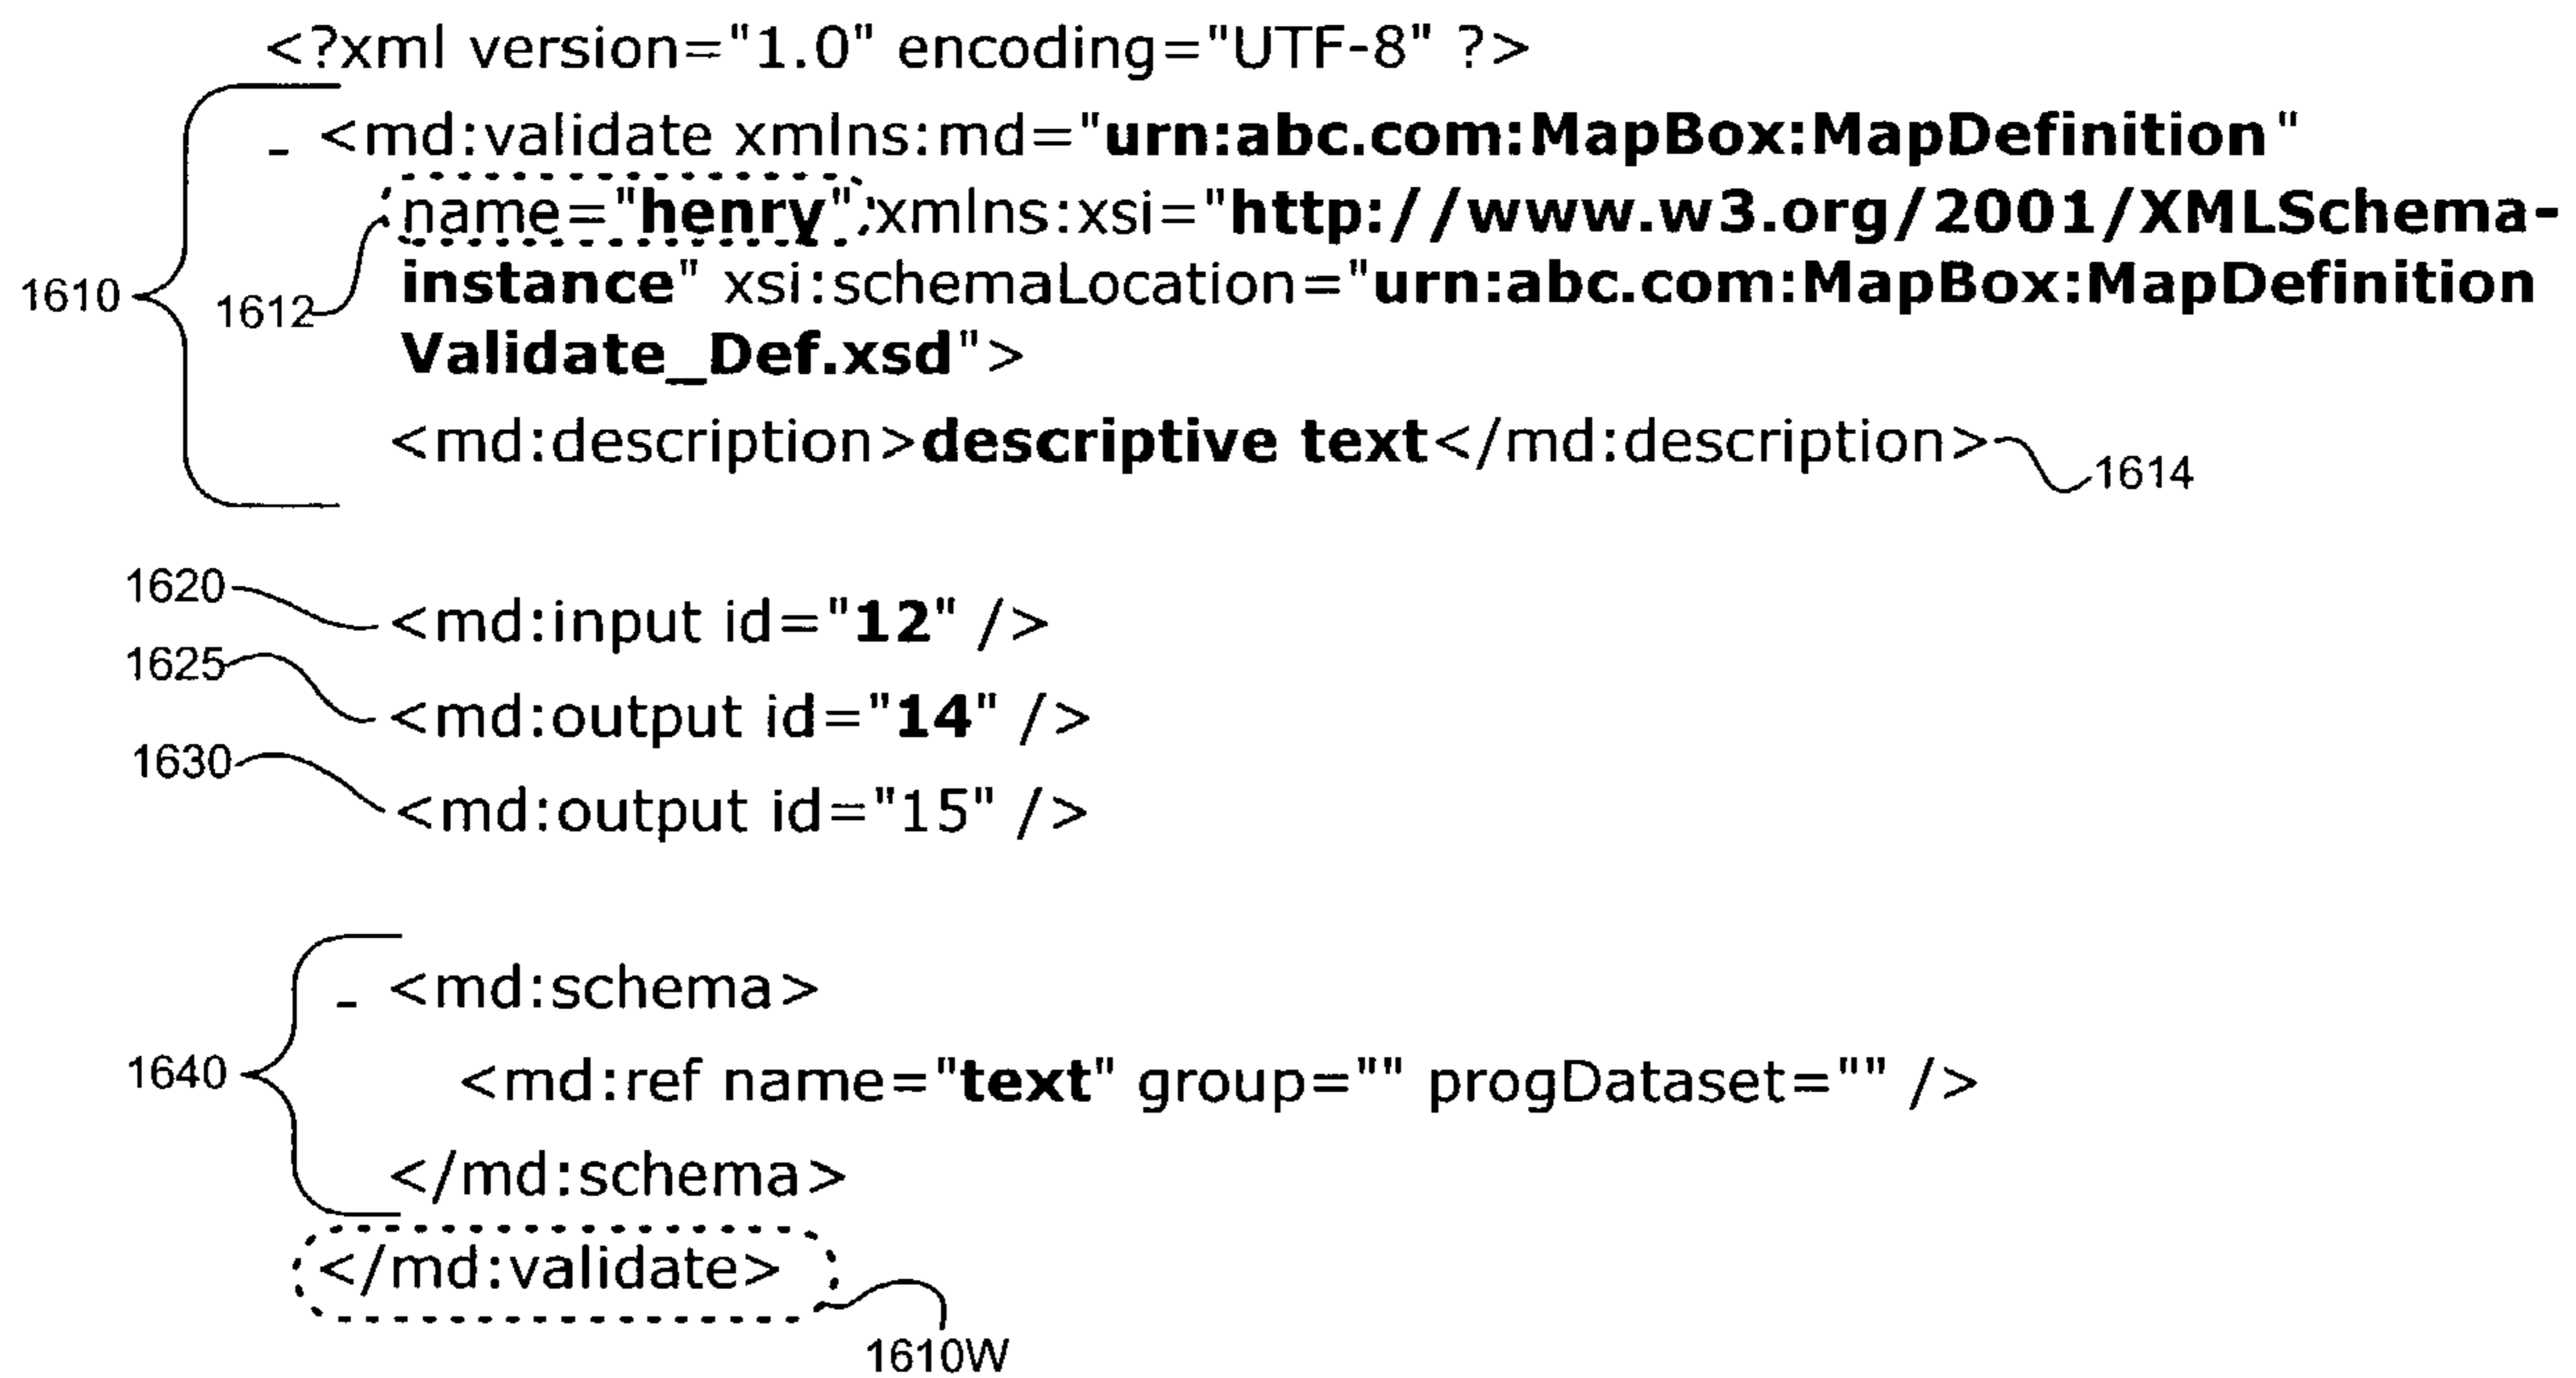 <?xml version="1.0" encoding="UTF-8" ?>
- <md:validate xmlns:md="urn:abc.com:MapBox:MapDefinition"
name="henry" xmlns:xsi="http://www.w3.org/2001/XMLSchema-
1610 1612 instance" xsi:schemaLocation="urn:abc.com:MapBox:MapDefinition
Validate_Def.xsd">
<md:description>descriptive text</md:description>
1614
1620
<md:input id="12" />
1625
<md:output id="14" />
1630
<md:output id="15" />
- <md:schema>
1640 <md:ref name="text" group="" progDataset="" />
</md:schema>
</md:validate>
1610W